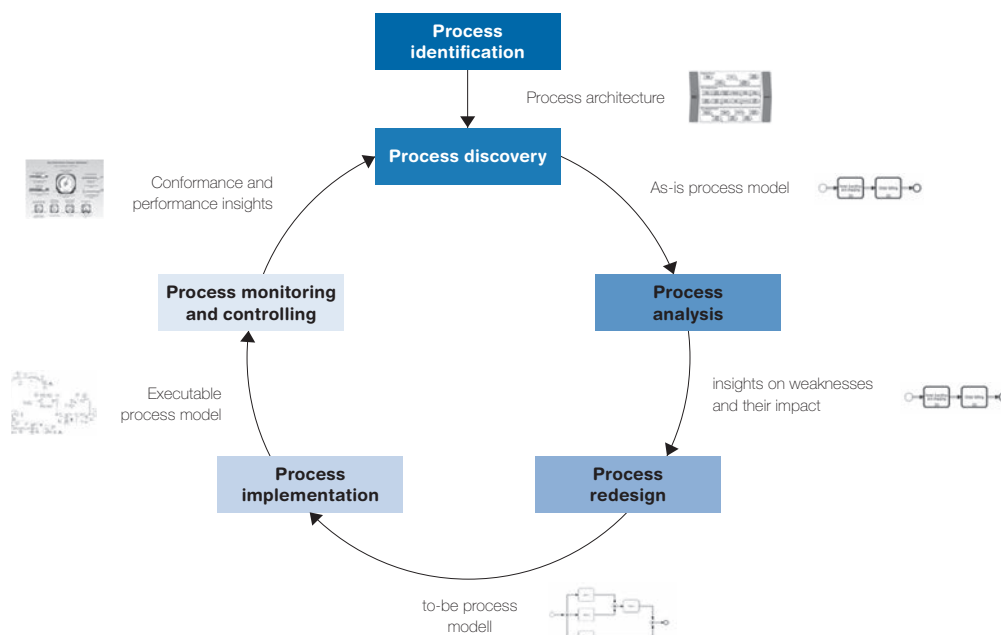 Process
identification
Process architecture
Process discovery
As-is process model
Conformance and
performance insights
Process monitoring
and controlling
Process
analysis
insights on weaknesses
and their impact
Executable
process model
Process
implementation
Process
redesign
to-be process
modell